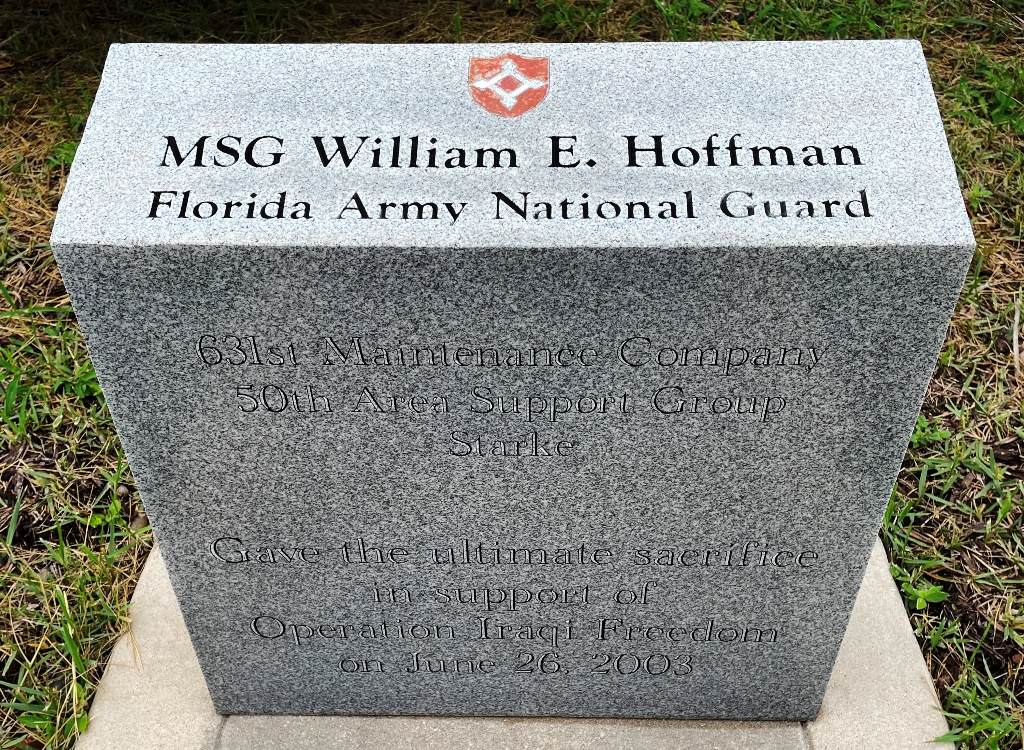 MSG William E. Hoffman
Florida Army National Guard
631st Maintenance Company
50th Area Support Group
Starke
Gave the ultimate sacrifice
in support of
Operation Iraqi Freedom
on June 26, 2003